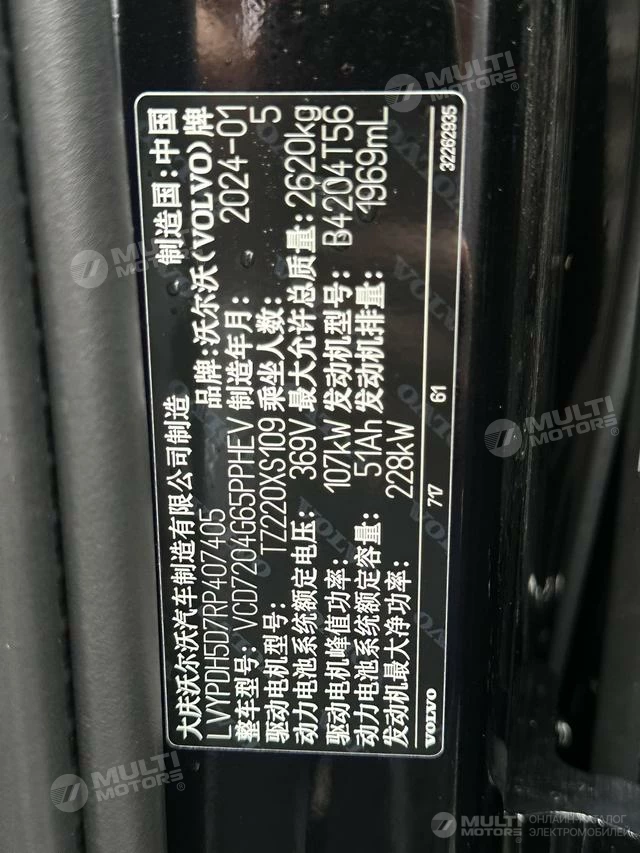 大庆沃尔沃汽车制造有限公司制造 制造国:中国
LVYPDH5DZRP407405 品牌:沃尔沃(VOLVO)牌
整车型号: VCD7204G65PPHEV 制造年月: 2024-01
驱动电机型号: TZ220XS109 乘坐人数: 5
动力电池系统额定电压: 369V 最大允许总质量: 2620kg
驱动电机峰值功率: 107kW 发动机型号: B4204T56
动力电池系统额定容量: 51Ah 发动机排量: 1969mL
发动机最大净功率: 228kW
VOLVO 717 61 32262935
MULTI MOTORS
MULTI MOTORS
MULTI MOTORS
MULTI MOTORS
MULTI MOTORS ОНЛАЙН-КАТАЛОГ ЭЛЕКТРОМОБИЛЕЙ